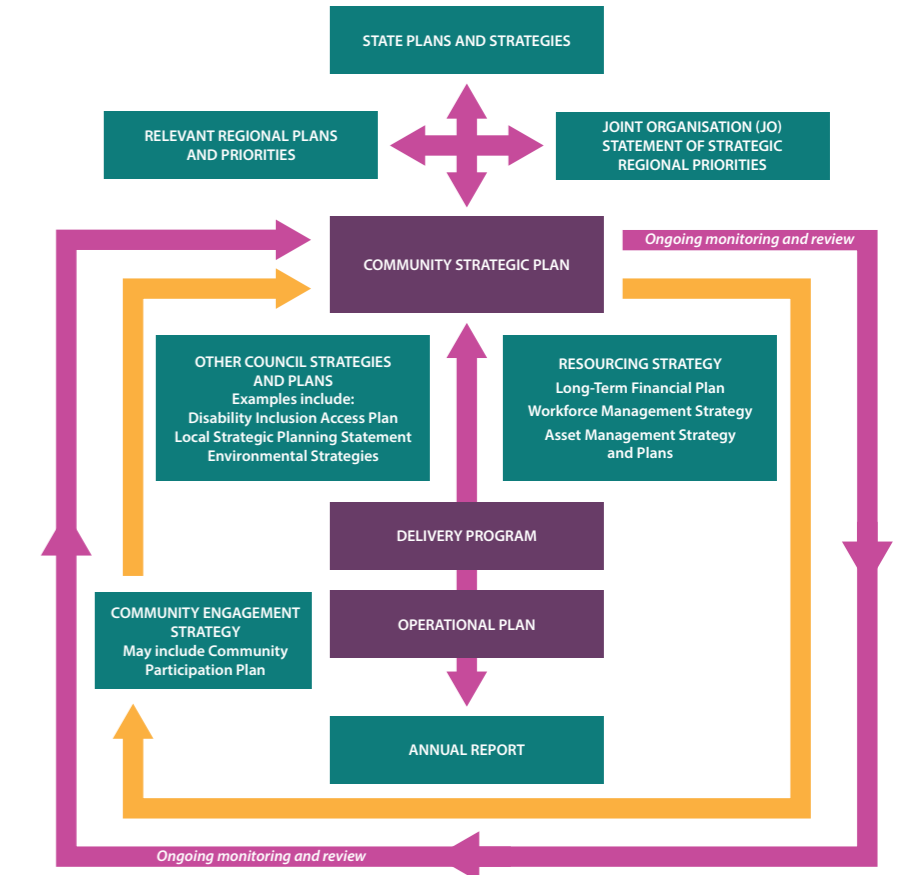 STATE PLANS AND STRATEGIES
RELEVANT REGIONAL PLANS
AND PRIORITIES
JOINT ORGANISATION (JO)
STATEMENT OF STRATEGIC
REGIONAL PRIORITIES
COMMUNITY STRATEGIC PLAN
Ongoing monitoring and review
OTHER COUNCIL STRATEGIES
AND PLANS
Examples include:
Disability Inclusion Access Plan
Local Strategic Planning Statement
Environmental Strategies
RESOURCING STRATEGY
Long-Term Financial Plan
Workforce Management Strategy
Asset Management Strategy
and Plans
DELIVERY PROGRAM
COMMUNITY ENGAGEMENT
STRATEGY
May include Community
Participation Plan
OPERATIONAL PLAN
ANNUAL REPORT
Ongoing monitoring and review